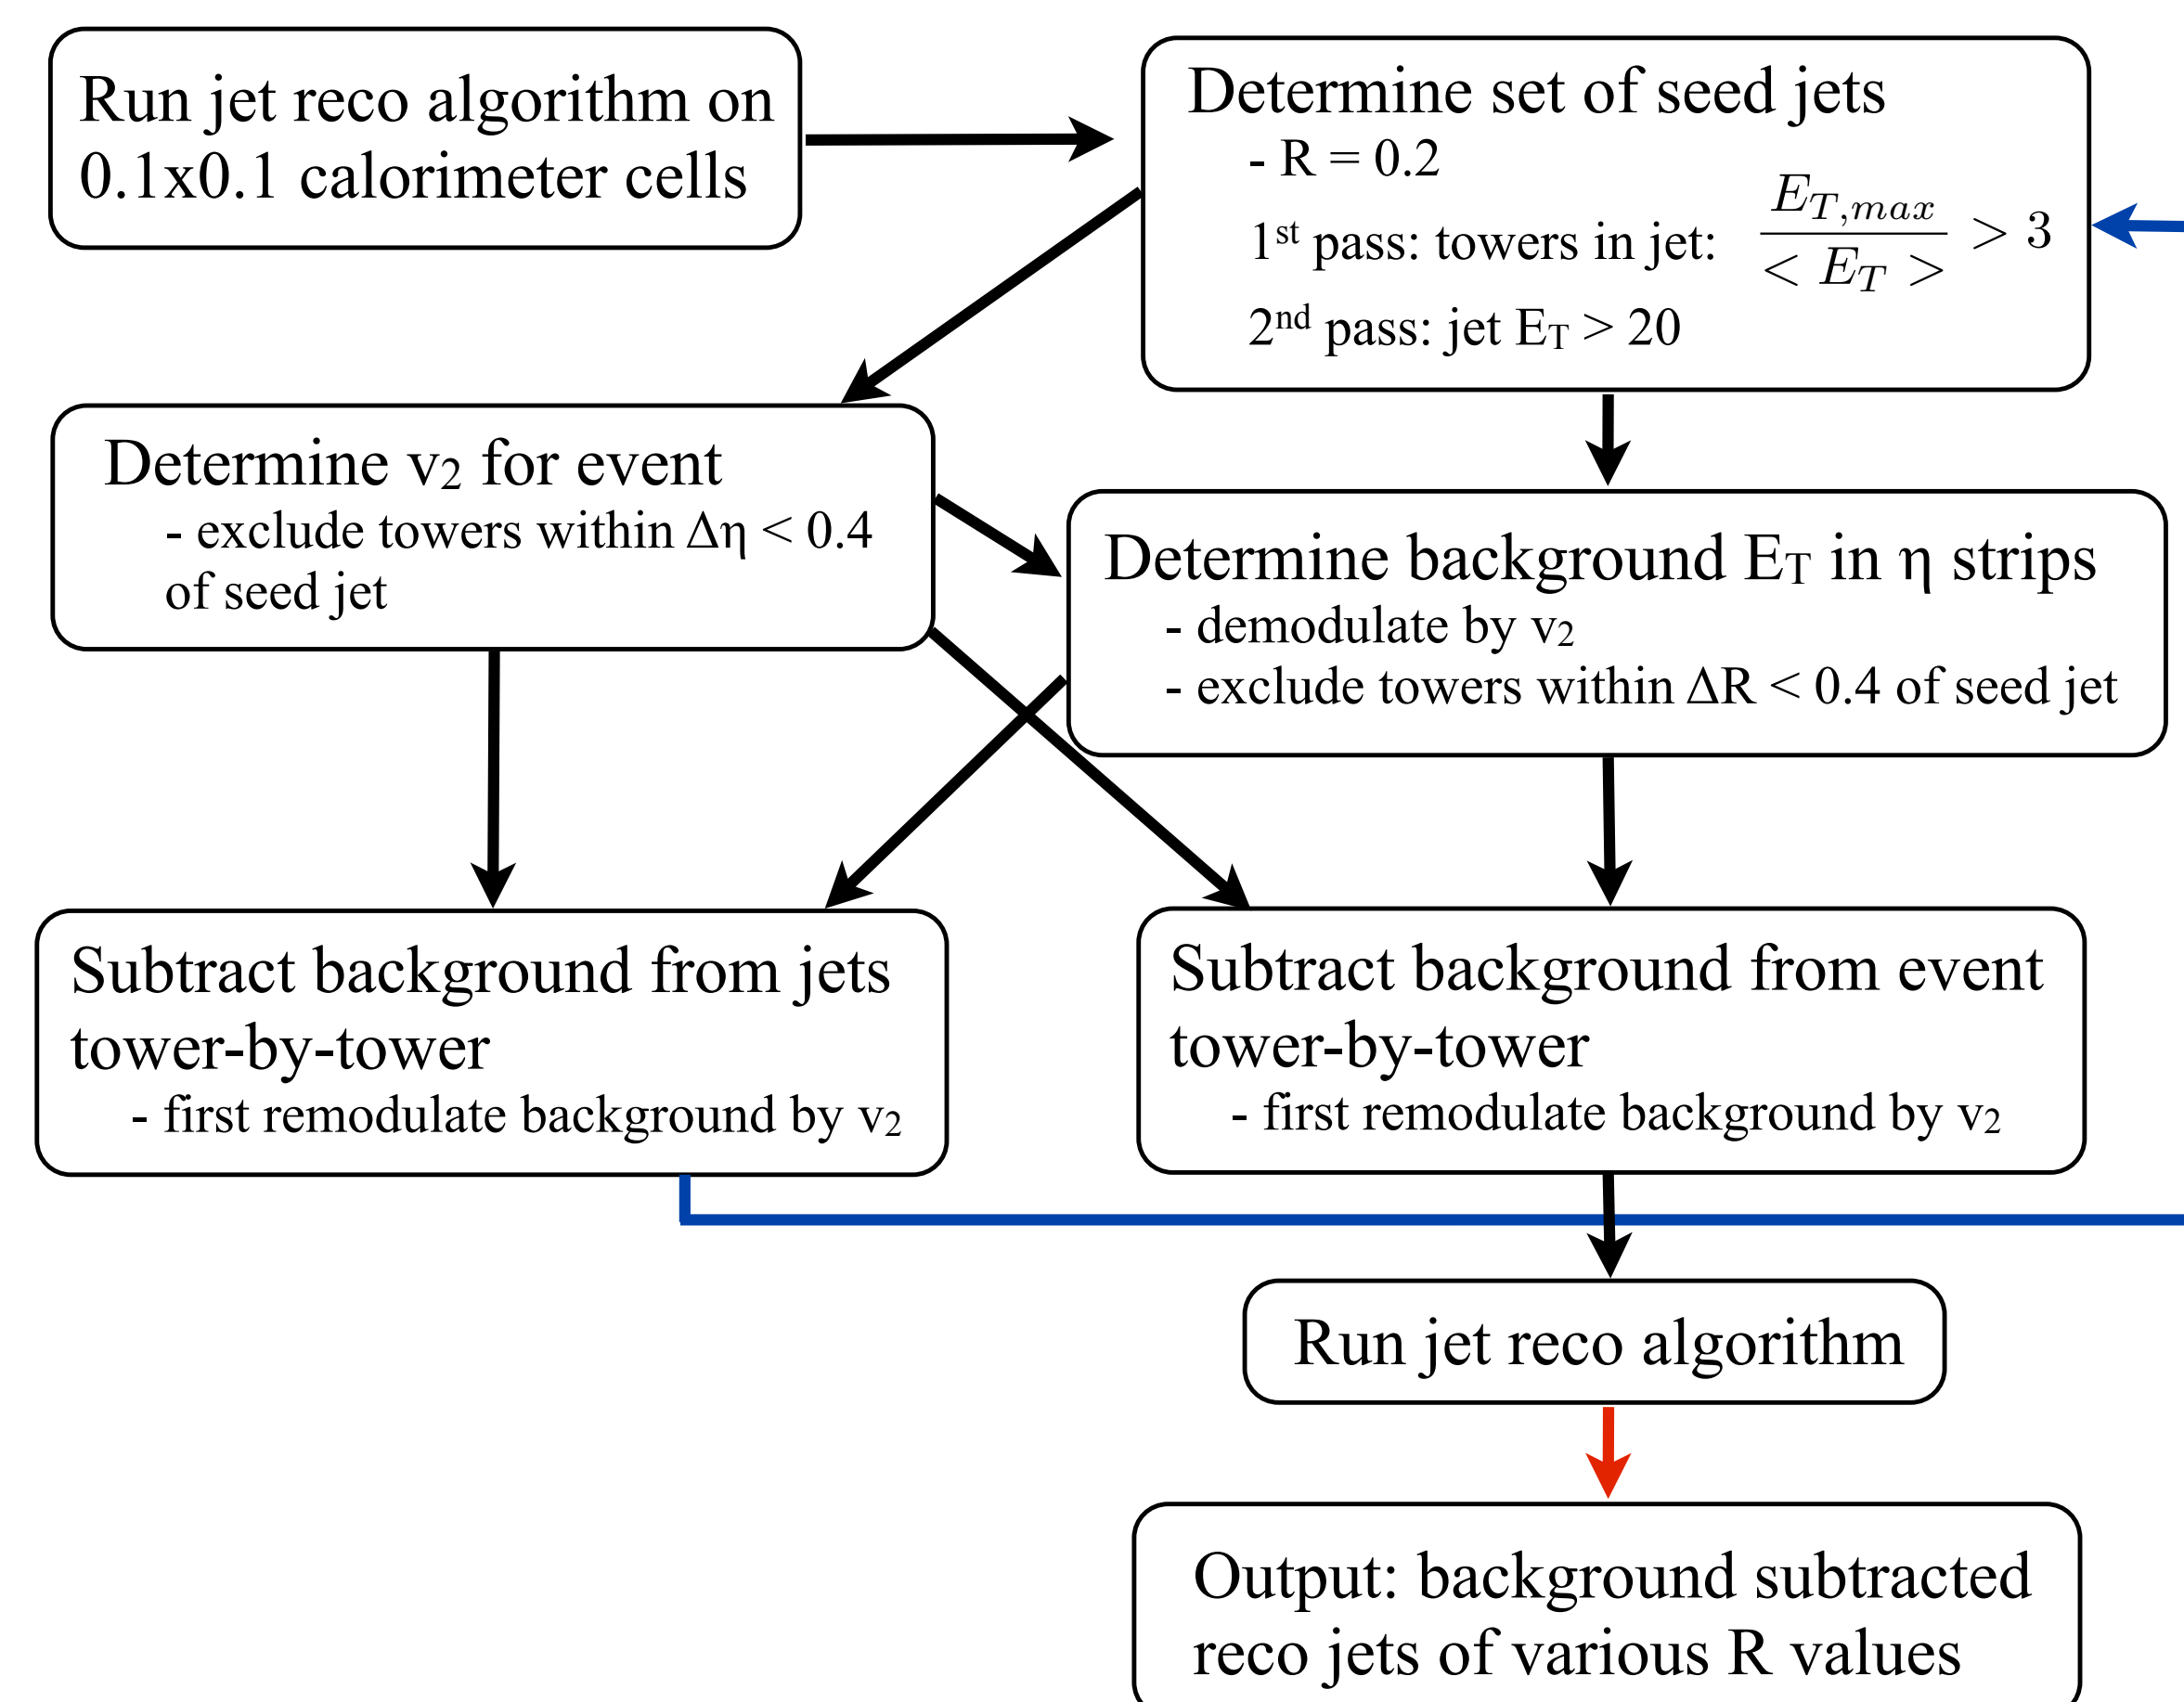 Run jet reco algorithm on
0.1x0.1 calorimeter cells
Determine set of seed jets
- R = 0.2
1st pass: towers in jet: E_{T,max} / < E_T > > 3
2nd pass: jet E_T > 20
Determine v₂ for event
- exclude towers within Δη < 0.4
of seed jet
Determine background E_T in η strips
- demodulate by v₂
- exclude towers within ΔR < 0.4 of seed jet
Subtract background from jets
tower-by-tower
- first remodulate background by v₂
Subtract background from event
tower-by-tower
- first remodulate background by v₂
Run jet reco algorithm
Output: background subtracted
reco jets of various R values